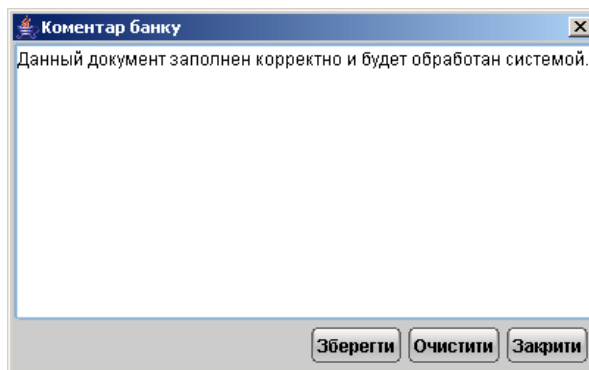 Коментар банку
Данный документ заполнен корректно и будет обработан системой.
Зберегти Очистити Закрити